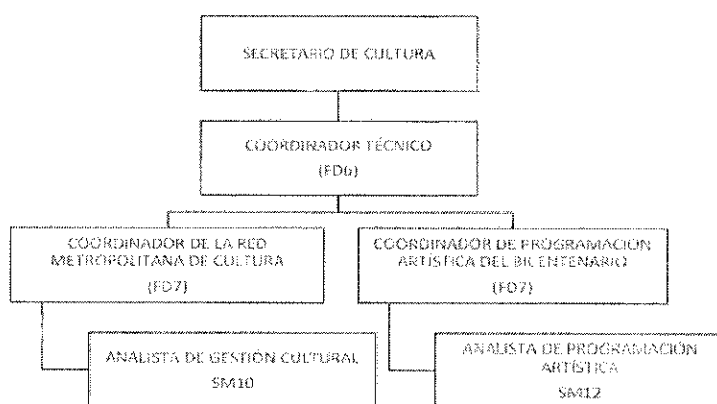 SECRETARIO DE CULTURA
COORDINADOR TÉCNICO
(FD6)
COORDINADOR DE LA RED
METROPOLITANA DE CULTURA
(FD7)
COORDINADOR DE PROGRAMACIÓN
ARTÍSTICA DEL BICENTENARIO
(FD7)
ANALISTA DE GESTIÓN CULTURAL
SM10
ANALISTA DE PROGRAMACIÓN
ARTÍSTICA
SM12